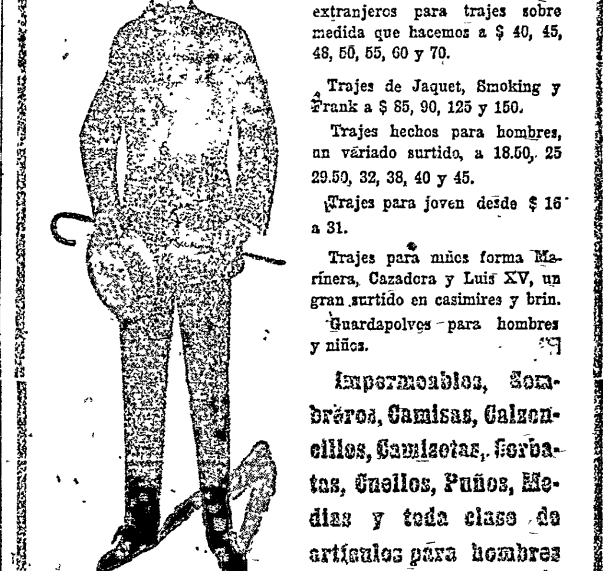 extranjeros para trajes sobre
medida que hacemos a $ 40, 45,
48, 50, 55, 60 y 70.
Trajes de Jaquet, Smoking y
Frank a $ 85, 90, 125 y 150.
Trajes hechos para hombres,
un váriado surtido, a 18.50, 25
29.50, 32, 38, 40 y 45.
Trajes para joven desde $ 16
a 31.
Trajes para niños forma Ma-
rinera, Cazadora y Luis XV, un
gran surtido en casimires y brin.
Guardapolvos para hombres
y niños.
Impermeables, Som-
breros, Camisas, Calzon-
cillos, Camisetas, Corba-
tas, Cuellos, Puños, Me-
dias y toda clase de
artículos para hombres